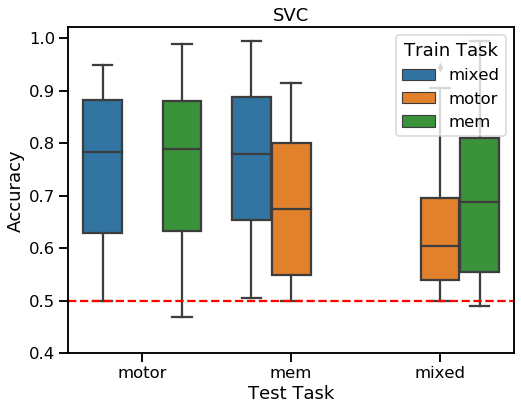 SVC
Train Task
mixed
motor
mem
Accuracy
1.0
0.9
0.8
0.7
0.6
0.5
0.4
motor mem mixed
Test Task